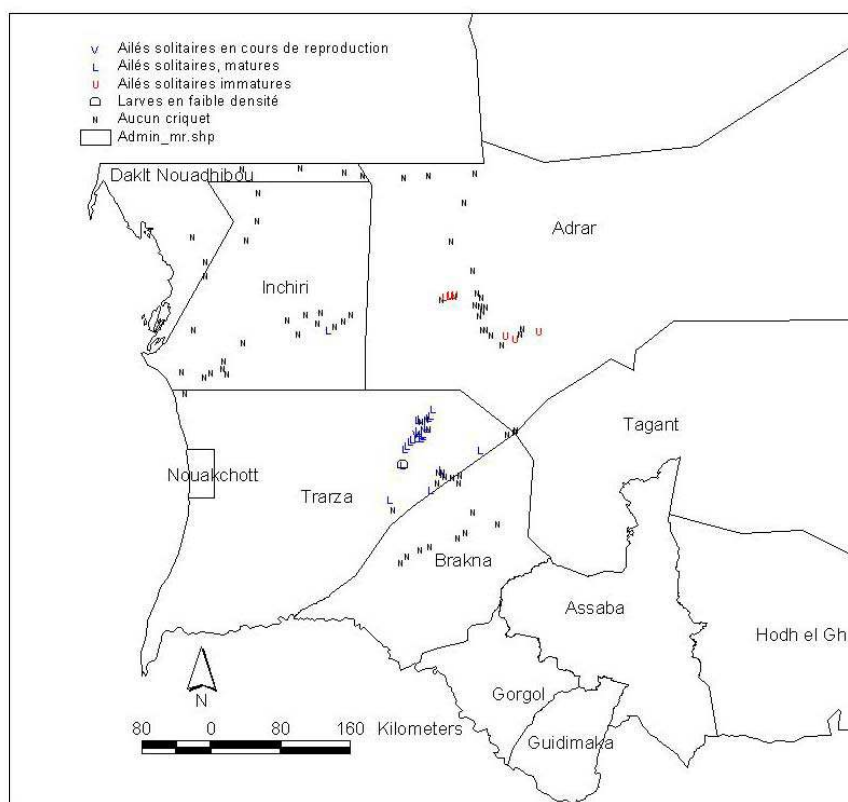 Ailés solitaires en cours de reproduction
Ailés solitaires, matures
Ailés solitaires immatures
Larves en faible densité
Aucun criquet
Admin_mr.shp
Daklt Nouadhibou
Adrar
Inchiri
Tagant
Nouakchott
Trarza
Brakna
Assaba
Hodh el Gh
Gorgol
Guidimaka
N
80 0 80 160 Kilometers